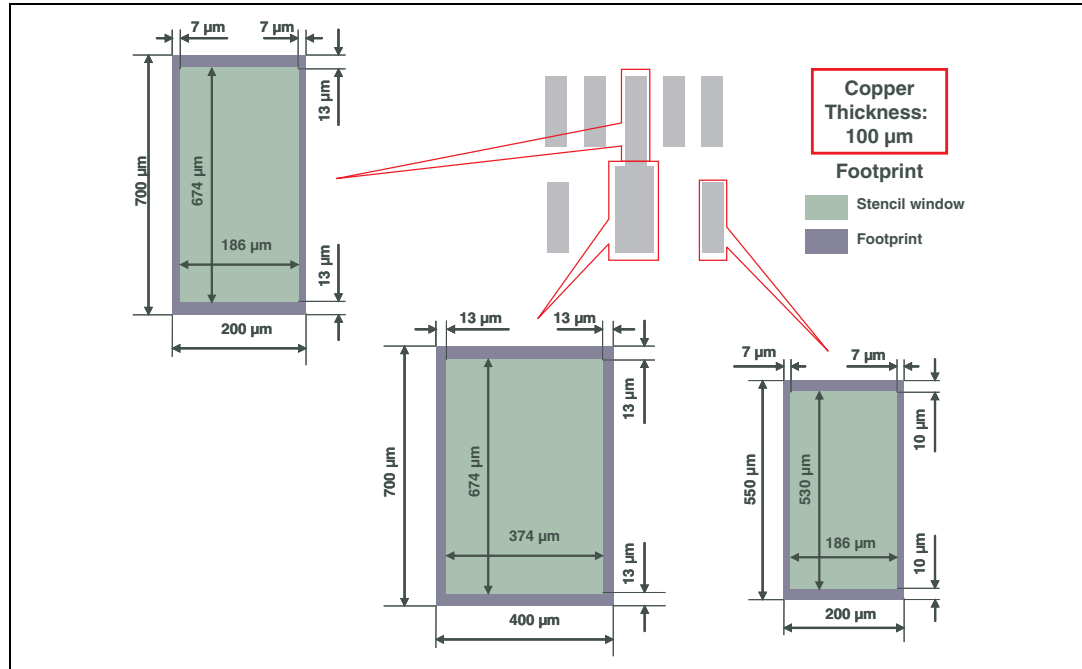 7 µm
7 µm
13 µm
700 µm
674 µm
186 µm
13 µm
200 µm
Copper
Thickness:
100 µm
Footprint
Stencil window
Footprint
13 µm
13 µm
13 µm
700 µm
674 µm
374 µm
13 µm
400 µm
7 µm
7 µm
10 µm
550 µm
530 µm
186 µm
10 µm
200 µm